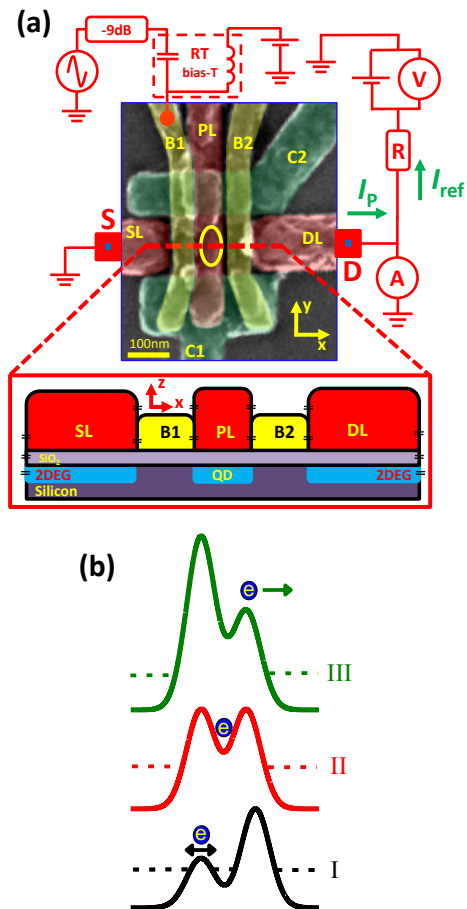 (a)
-9dB
RT
bias-T
V
PL
B1
B2
C2
R
I_P
I_ref
S
SL
DL
D
A
y
x
100nm
C1
z
x
SL
B1
PL
B2
DL
SiO₂
2DEG
QD
2DEG
Silicon
(b)
e
III
e
II
e
I